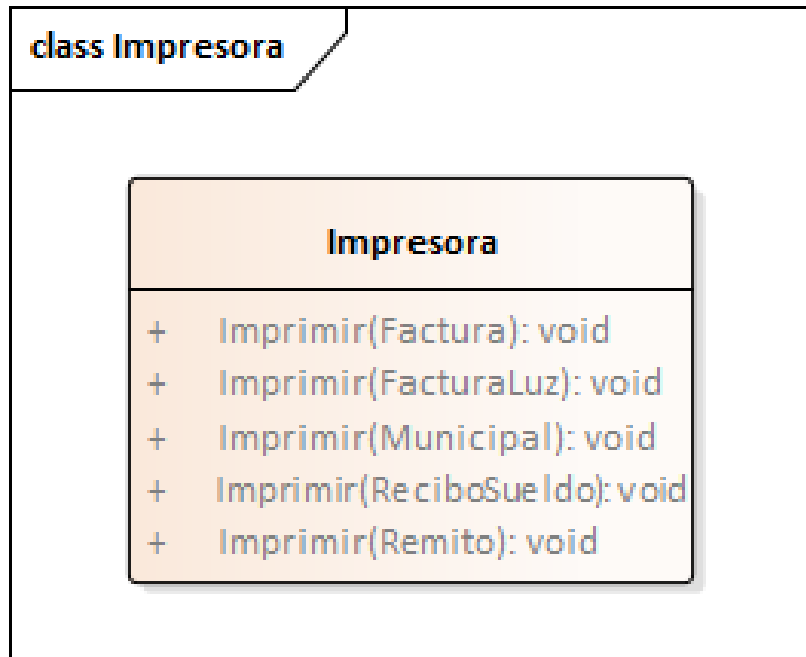 class Impresora
Impresora
+ Imprimir(Factura): void
+ Imprimir(FacturaLuz): void
+ Imprimir(Municipal): void
+ Imprimir(ReciboSueldo): void
+ Imprimir(Remito): void